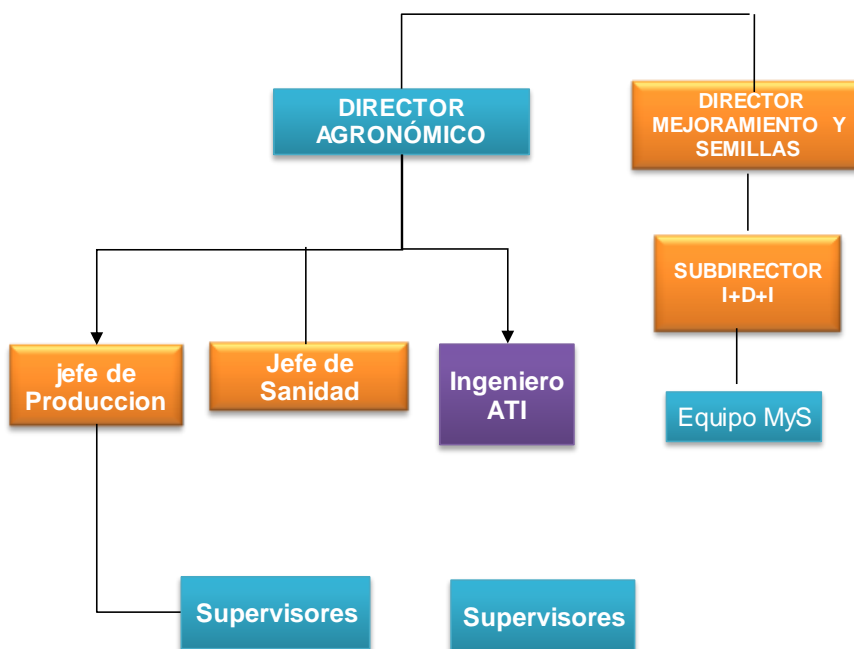 DIRECTOR
AGRONÓMICO
DIRECTOR
MEJORAMIENTO Y
SEMILLAS
SUBDIRECTOR
I+D+I
jefe de
Produccion
Jefe de
Sanidad
Ingeniero
ATI
Equipo MyS
Supervisores
Supervisores